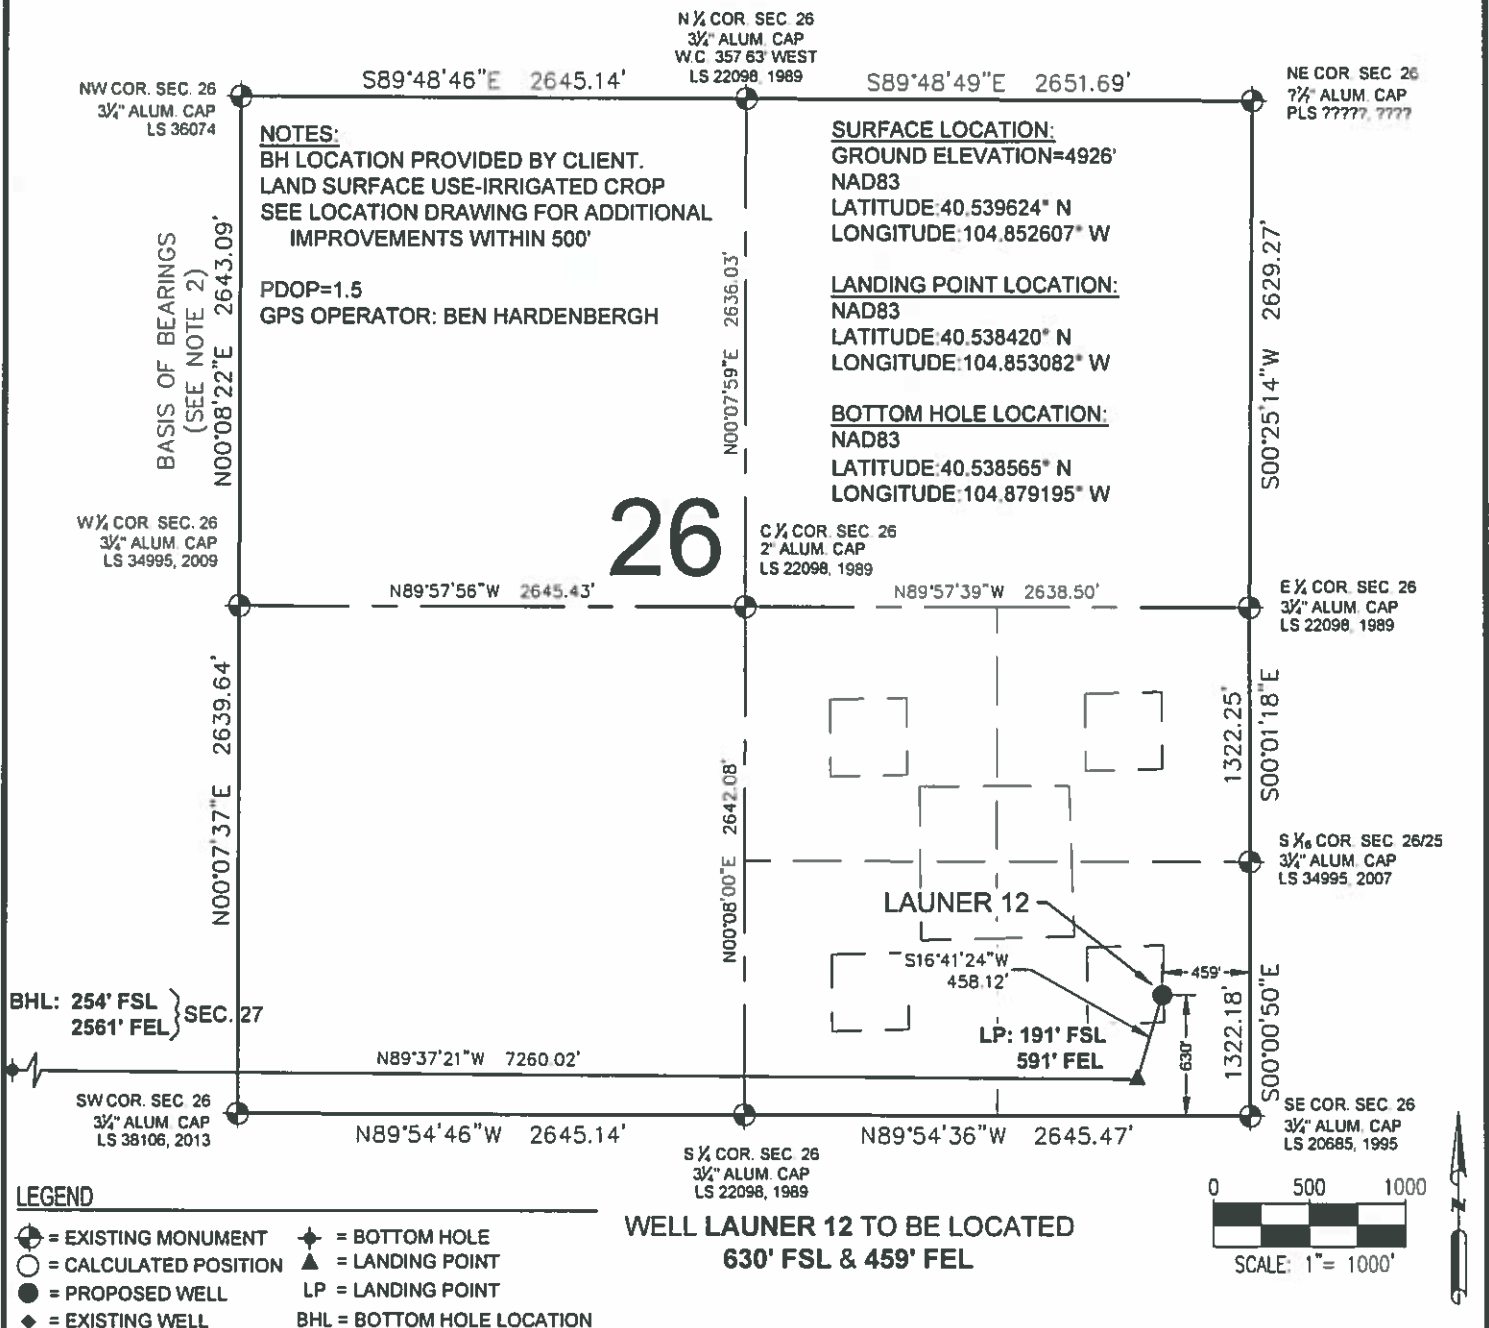 N ¼ COR. SEC. 26
3¼" ALUM. CAP
W.C. 357.63' WEST
LS 22098, 1989
NW COR. SEC. 26
3¼" ALUM. CAP
LS 36074
S89°48'46"E 2645.14'
S89°48'49"E 2651.69'
NE COR. SEC 26
?½" ALUM. CAP
PLS ?????, ????
NOTES:
BH LOCATION PROVIDED BY CLIENT.
LAND SURFACE USE-IRRIGATED CROP
SEE LOCATION DRAWING FOR ADDITIONAL
IMPROVEMENTS WITHIN 500'
PDOP=1.5
GPS OPERATOR: BEN HARDENBERGH
SURFACE LOCATION:
GROUND ELEVATION=4926'
NAD83
LATITUDE:40.539624° N
LONGITUDE:104.852607° W
LANDING POINT LOCATION:
NAD83
LATITUDE:40.538420° N
LONGITUDE:104.853082° W
BOTTOM HOLE LOCATION:
NAD83
LATITUDE:40.538565° N
LONGITUDE:104.879195° W
BASIS OF BEARINGS
(SEE NOTE 2)
N00°08'22"E 2643.09'
N00°07'59"E 2636.03'
S00°25'14"W 2629.27'
26
W¼ COR. SEC. 26
3¼" ALUM. CAP
LS 34995, 2009
C ¼ COR. SEC. 26
2" ALUM. CAP
LS 22098, 1989
N89°57'56"W 2645.43'
N89°57'39"W 2638.50'
E ¼ COR. SEC. 26
3¼" ALUM. CAP
LS 22098, 1989
N00°07'37"E 2639.64'
N00°08'00"E 2642.08'
1322.25'
S00°01'18"E
S 1⁄16 COR. SEC. 26/25
3¼" ALUM. CAP
LS 34995, 2007
LAUNER 12
S16°41'24"W
458.12'
459'
LP: 191' FSL
591' FEL
630'
1322.18'
S00°00'50"E
BHL: 254' FSL
2561' FEL
SEC. 27
N89°37'21"W 7260.02'
SW COR. SEC. 26
3¼" ALUM. CAP
LS 38106, 2013
N89°54'46"W 2645.14'
N89°54'36"W 2645.47'
SE COR. SEC. 26
3¼" ALUM. CAP
LS 20685, 1995
S ¼ COR. SEC. 26
3¼" ALUM. CAP
LS 22098, 1989
LEGEND
= EXISTING MONUMENT
= CALCULATED POSITION
= PROPOSED WELL
= EXISTING WELL
= BOTTOM HOLE
= LANDING POINT
LP = LANDING POINT
BHL = BOTTOM HOLE LOCATION
WELL LAUNER 12 TO BE LOCATED
630' FSL & 459' FEL
0 500 1000
SCALE: 1"= 1000'
N